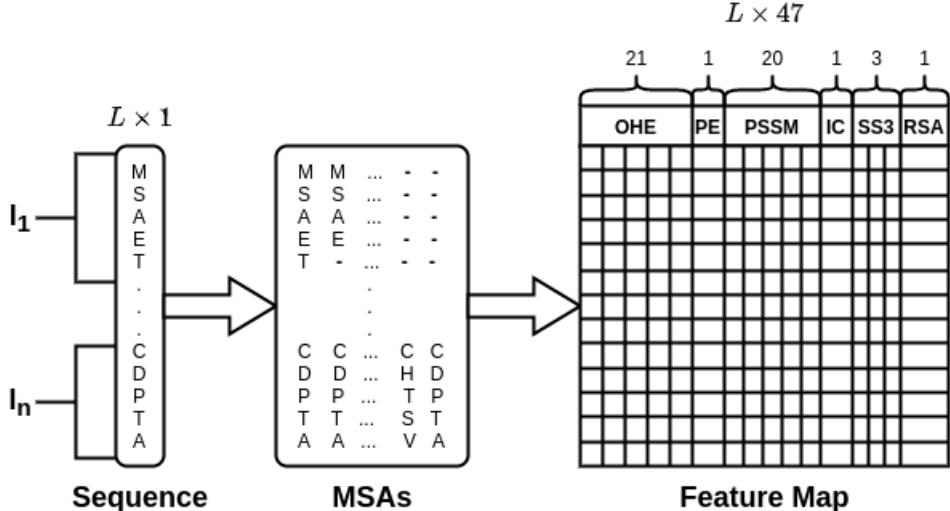 L × 47
21 1 20 1 3 1
OHE PE PSSM IC SS3 RSA
L × 1
I1
In
M
S
A
E
T
.
.
.
C
D
P
T
A
M M ... - -
S S ... - -
A A ... - -
E E ... - -
T - ... - -
.
.
.
C C ... C C
D D ... H D
P P ... T P
T T ... S T
A A ... V A
Sequence
MSAs
Feature Map